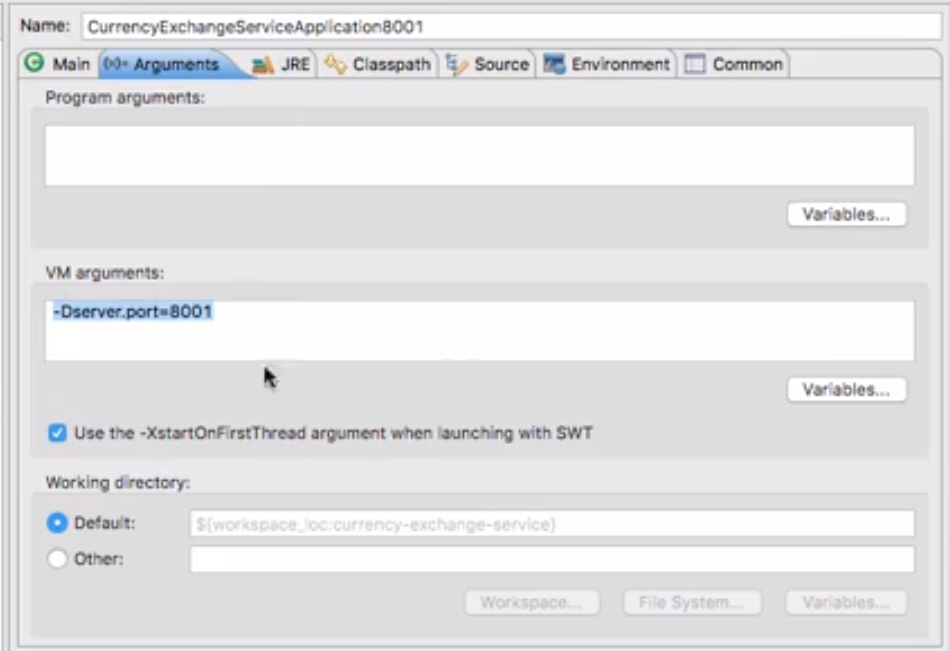 Name: CurrencyExchangeServiceApplication8001
Main (x)= Arguments JRE Classpath Source Environment Common
Program arguments:
Variables...
VM arguments:
-Dserver.port=8001
Variables...
Use the -XstartOnFirstThread argument when launching with SWT
Working directory:
Default: ${workspace_loc:currency-exchange-service}
Other:
Workspace... File System... Variables...